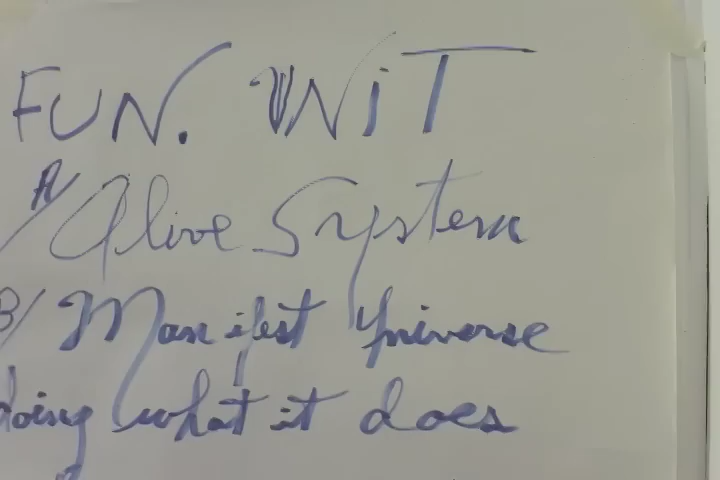 FUN. WiT
A/ Alive System
B/ Manifest Universe
doing what it does